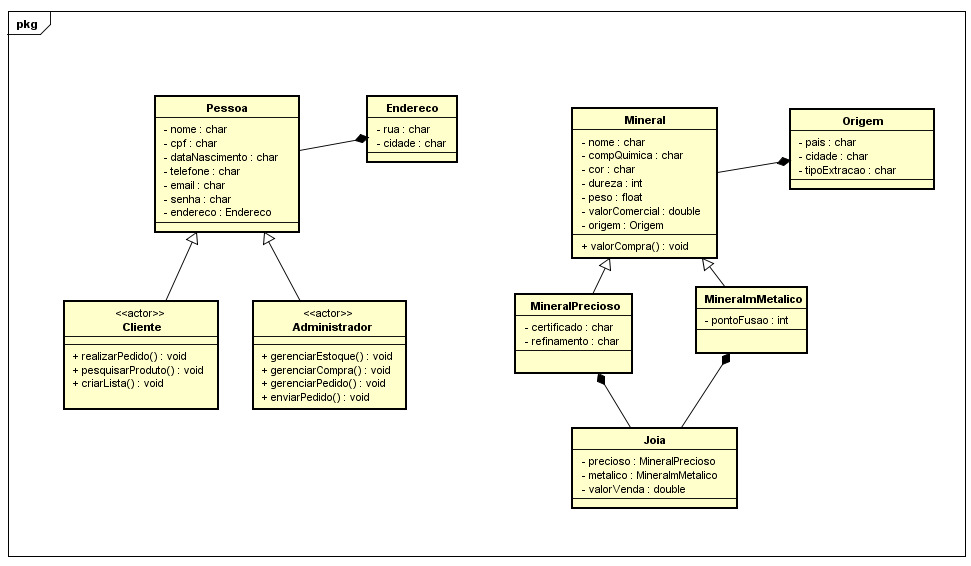 pkg
Pessoa
- nome : char
- cpf : char
- dataNascimento : char
- telefone : char
- email : char
- senha : char
- endereco : Endereco
Endereco
- rua : char
- cidade : char
Mineral
- nome : char
- compQuimica : char
- cor : char
- dureza : int
- peso : float
- valorComercial : double
- origem : Origem
+ valorCompra() : void
Origem
- pais : char
- cidade : char
- tipoExtracao : char
<<actor>>
Cliente
+ realizarPedido() : void
+ pesquisarProduto() : void
+ criarLista() : void
<<actor>>
Administrador
+ gerenciarEstoque() : void
+ gerenciarCompra() : void
+ gerenciarPedido() : void
+ enviarPedido() : void
MineralPrecioso
- certificado : char
- refinamento : char
MineralmMetalico
- pontoFusao : int
Joia
- precioso : MineralPrecioso
- metalico : MineralmMetalico
- valorVenda : double